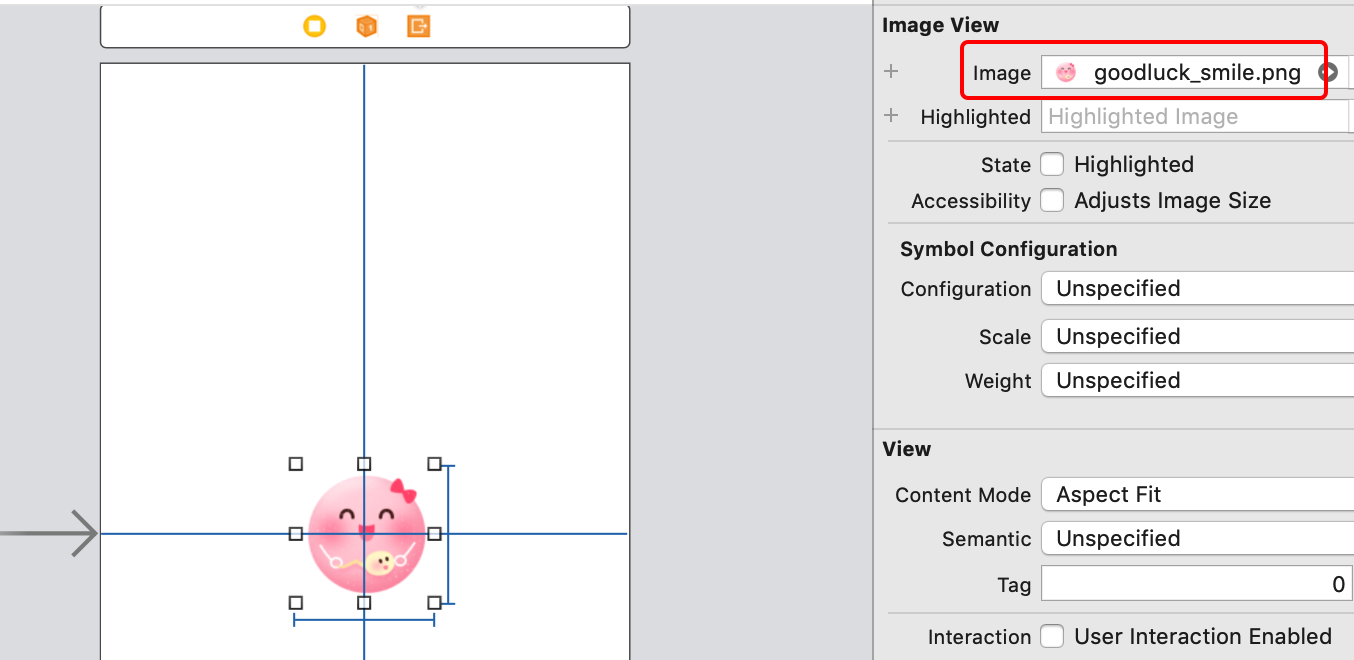 Image View
Image goodluck_smile.png
Highlighted Highlighted Image
State Highlighted
Accessibility Adjusts Image Size
Symbol Configuration
Configuration Unspecified
Scale Unspecified
Weight Unspecified
View
Content Mode Aspect Fit
Semantic Unspecified
Tag 0
Interaction User Interaction Enabled